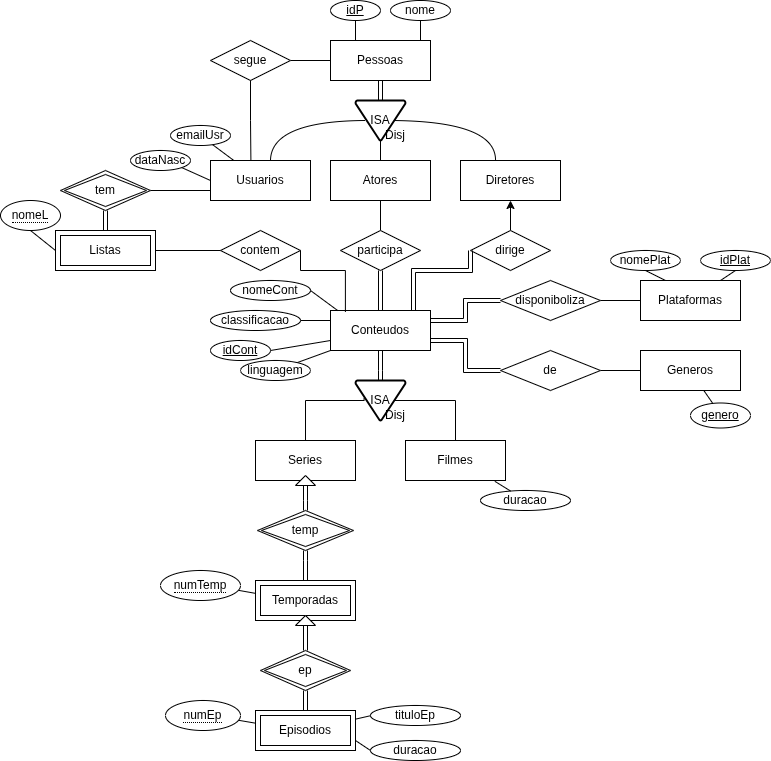 idP
nome
segue
Pessoas
ISA
Disj
emailUsr
dataNasc
Usuarios
Atores
Diretores
tem
nomeL
Listas
contem
participa
dirige
nomePlat
idPlat
nomeCont
disponiboliza
Plataformas
classificacao
Conteudos
idCont
linguagem
de
Generos
ISA
Disj
genero
Series
Filmes
duracao
temp
numTemp
Temporadas
ep
numEp
tituloEp
Episodios
duracao